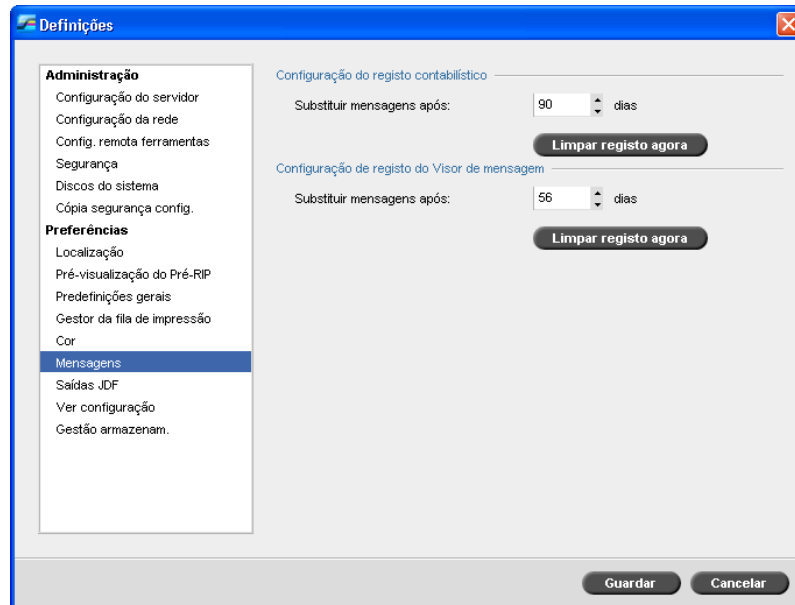 Definições
Administração
Configuração do servidor
Configuração da rede
Config. remota ferramentas
Segurança
Discos do sistema
Cópia segurança config.
Preferências
Localização
Pré-visualização do Pré-RIP
Predefinições gerais
Gestor da fila de impressão
Cor
Mensagens
Saídas JDF
Ver configuração
Gestão armazenam.
Configuração do registo contabilístico
Substituir mensagens após: 90 dias
Limpar registo agora
Configuração de registo do Visor de mensagem
Substituir mensagens após: 56 dias
Limpar registo agora
Guardar Cancelar